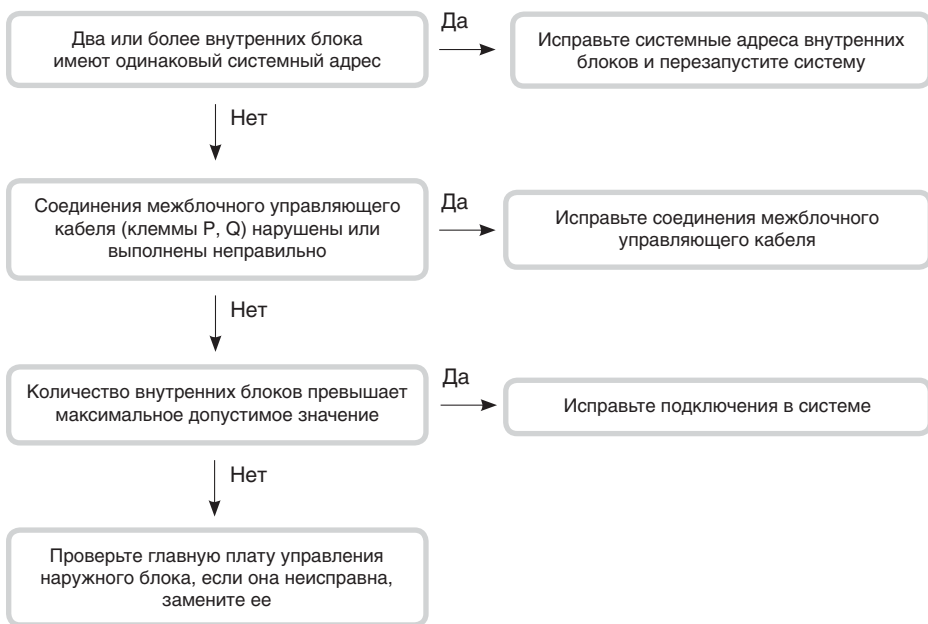 Два или более внутренних блока
имеют одинаковый системный адрес
Да
Исправьте системные адреса внутренних
блоков и перезапустите систему
Нет
Соединения межблочного управляющего
кабеля (клеммы P, Q) нарушены или
выполнены неправильно
Да
Исправьте соединения межблочного
управляющего кабеля
Нет
Количество внутренних блоков превышает
максимальное допустимое значение
Да
Исправьте подключения в системе
Нет
Проверьте главную плату управления
наружного блока, если она неисправна,
замените ее